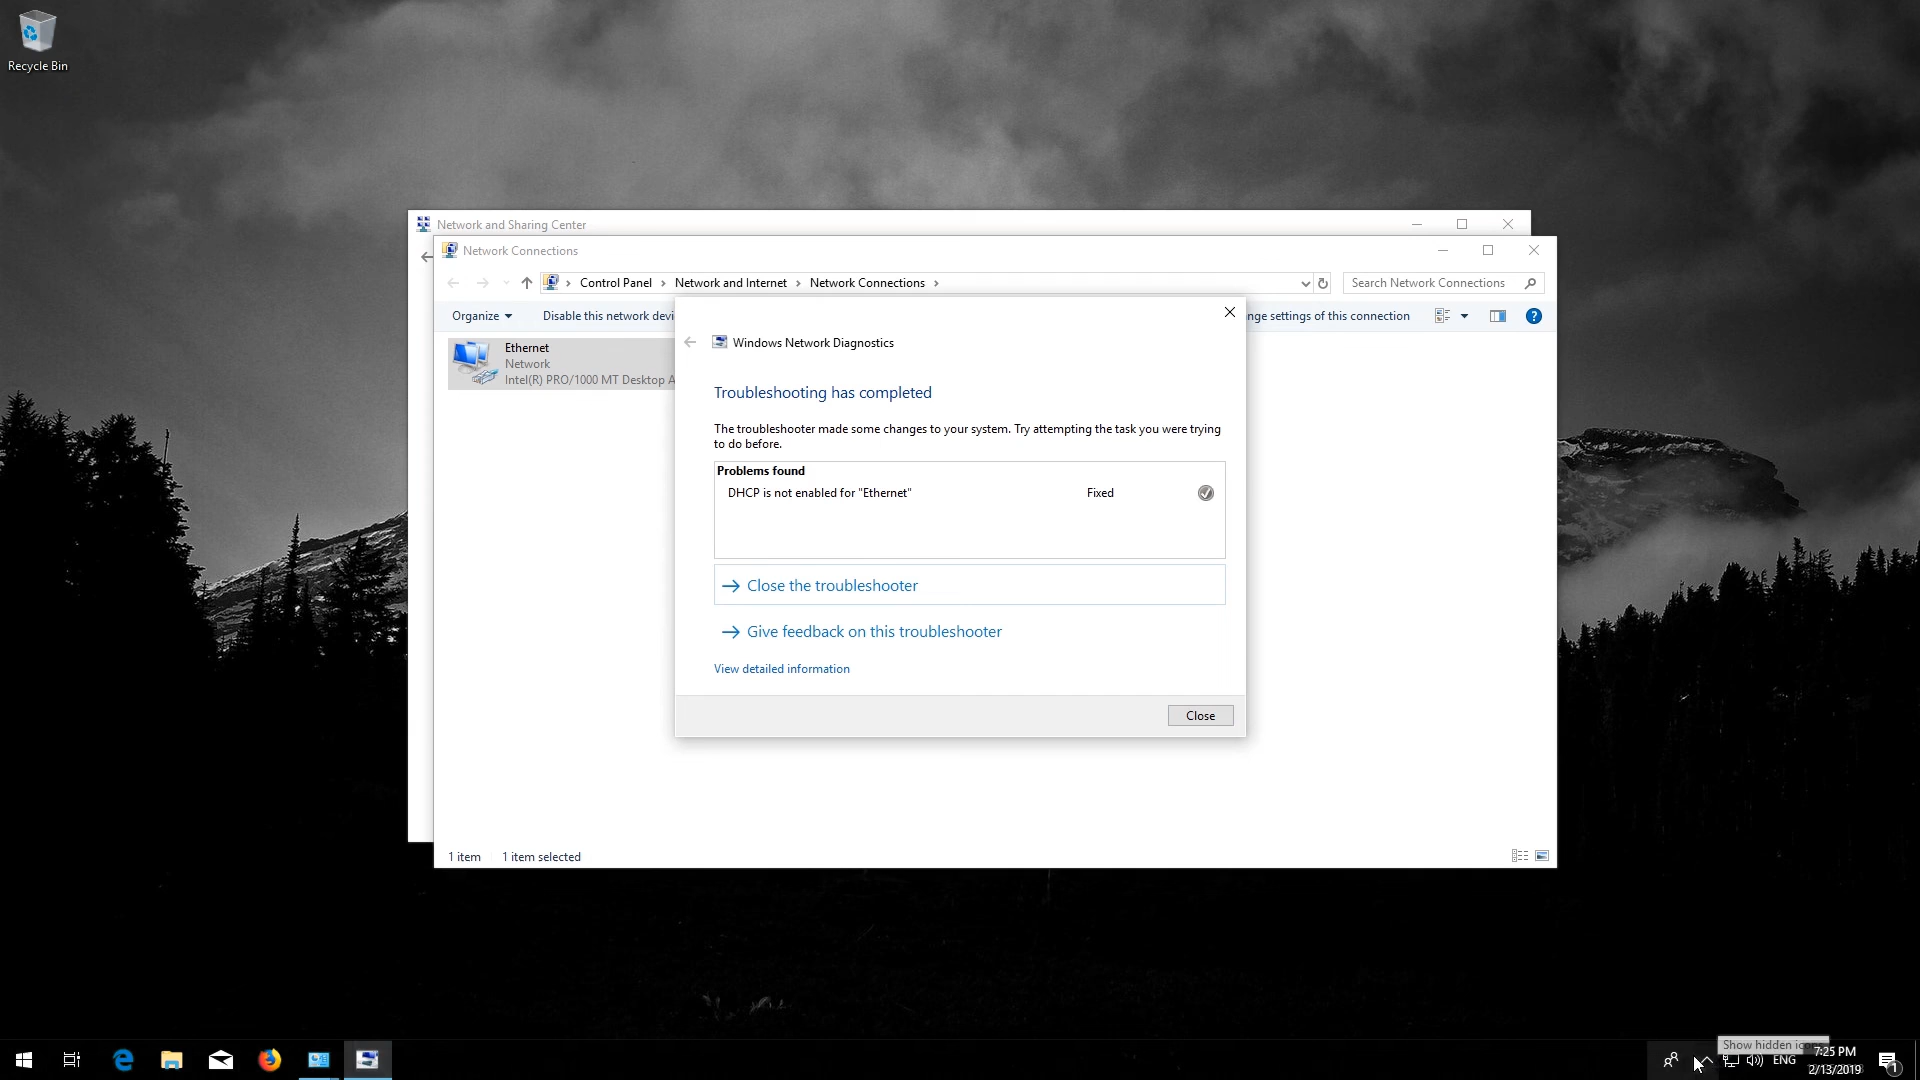 Recycle Bin
Network and Sharing Center
Network Connections
Control Panel > Network and Internet > Network Connections >
Search Network Connections
Organize
Disable this network devi
nge settings of this connection
Ethernet
Network
Intel(R) PRO/1000 MT Desktop A
Windows Network Diagnostics
Troubleshooting has completed
The troubleshooter made some changes to your system. Try attempting the task you were trying
to do before.
Problems found
DHCP is not enabled for "Ethernet"
Fixed
Close the troubleshooter
Give feedback on this troubleshooter
View detailed information
Close
1 item
1 item selected
Show hidden icons
ENG
7:25 PM
2/13/2019
1